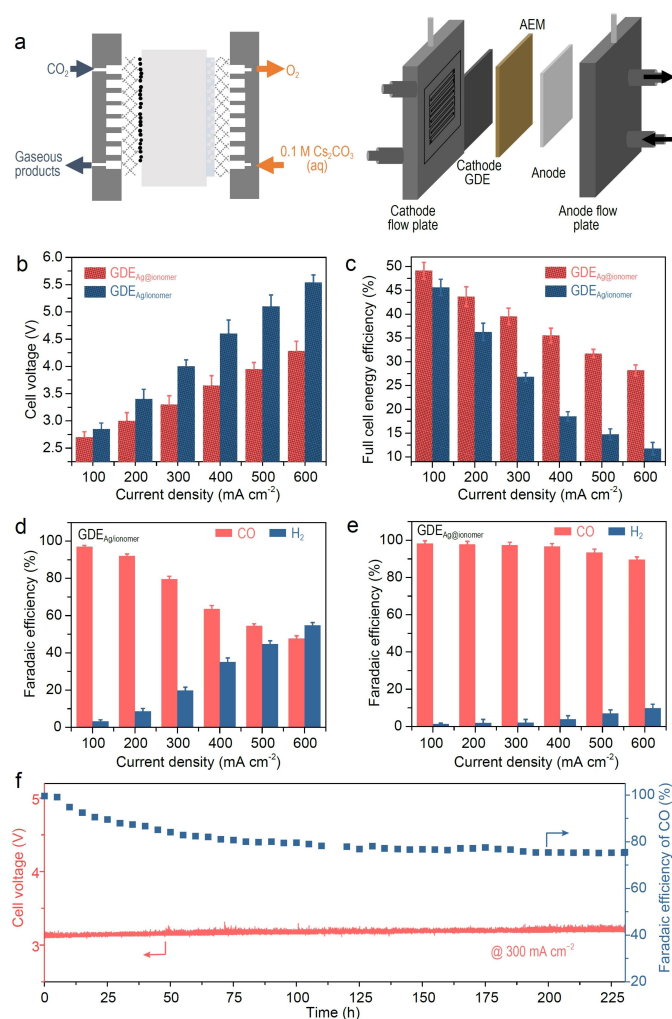 a
CO₂
Gaseous
products
O₂
0.1 M Cs₂CO₃
(aq)
AEM
Cathode
GDE
Anode
Cathode
flow plate
Anode flow
plate
b
GDE_Ag@ionomer
GDE_Ag/ionomer
Cell voltage (V)
6.0
5.5
5.0
4.5
4.0
3.5
3.0
2.5
100 200 300 400 500 600
Current density (mA cm⁻²)
c
GDE_Ag@ionomer
GDE_Ag/ionomer
Full cell energy efficiency (%)
50
45
40
35
30
25
20
15
10
100 200 300 400 500 600
Current density (mA cm⁻²)
d
GDE_Ag/ionomer
CO
H₂
Faradaic efficiency (%)
100
80
60
40
20
0
100 200 300 400 500 600
Current density (mA cm⁻²)
e
GDE_Ag@ionomer
CO
H₂
Faradaic efficiency (%)
100
80
60
40
20
0
100 200 300 400 500 600
Current density (mA cm⁻²)
f
Cell voltage (V)
5
4
3
@ 300 mA cm⁻²
Faradaic efficiency of CO (%)
100
80
60
40
20
0 25 50 75 100 125 150 175 200 225
Time (h)